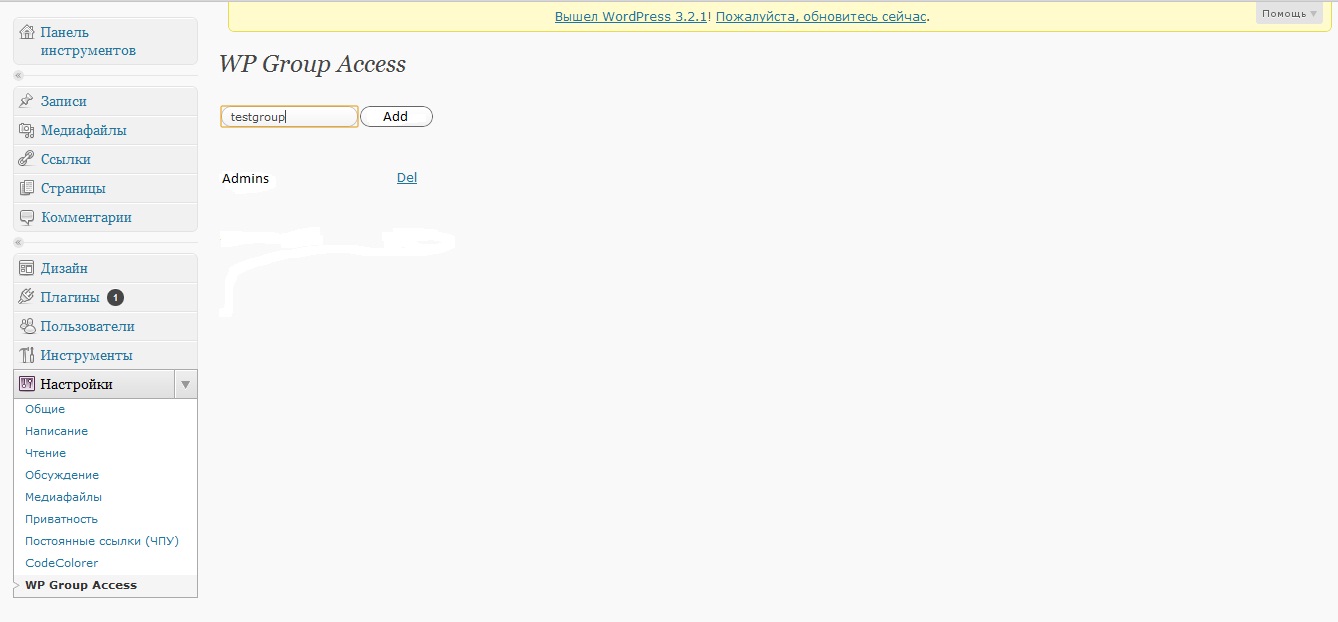 Вышел WordPress 3.2.1! Пожалуйста, обновитесь сейчас.
Помощь
Панель
инструментов
Записи
Медиафайлы
Ссылки
Страницы
Комментарии
Дизайн
Плагины 1
Пользователи
Инструменты
Настройки
Общие
Написание
Чтение
Обсуждение
Медиафайлы
Приватность
Постоянные ссылки (ЧПУ)
CodeColorer
WP Group Access
WP Group Access
testgroup Add
Admins Del